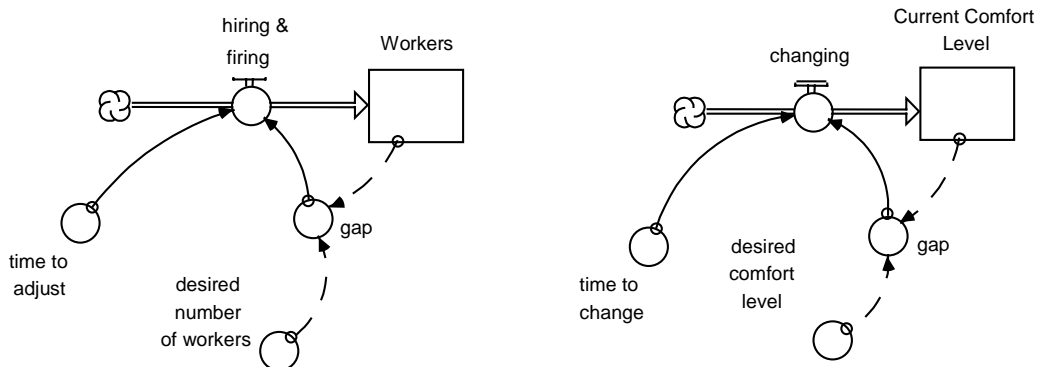 hiring &
firing
Workers
gap
time to
adjust
desired
number
of workers
Current Comfort
Level
changing
gap
time to
change
desired
comfort
level